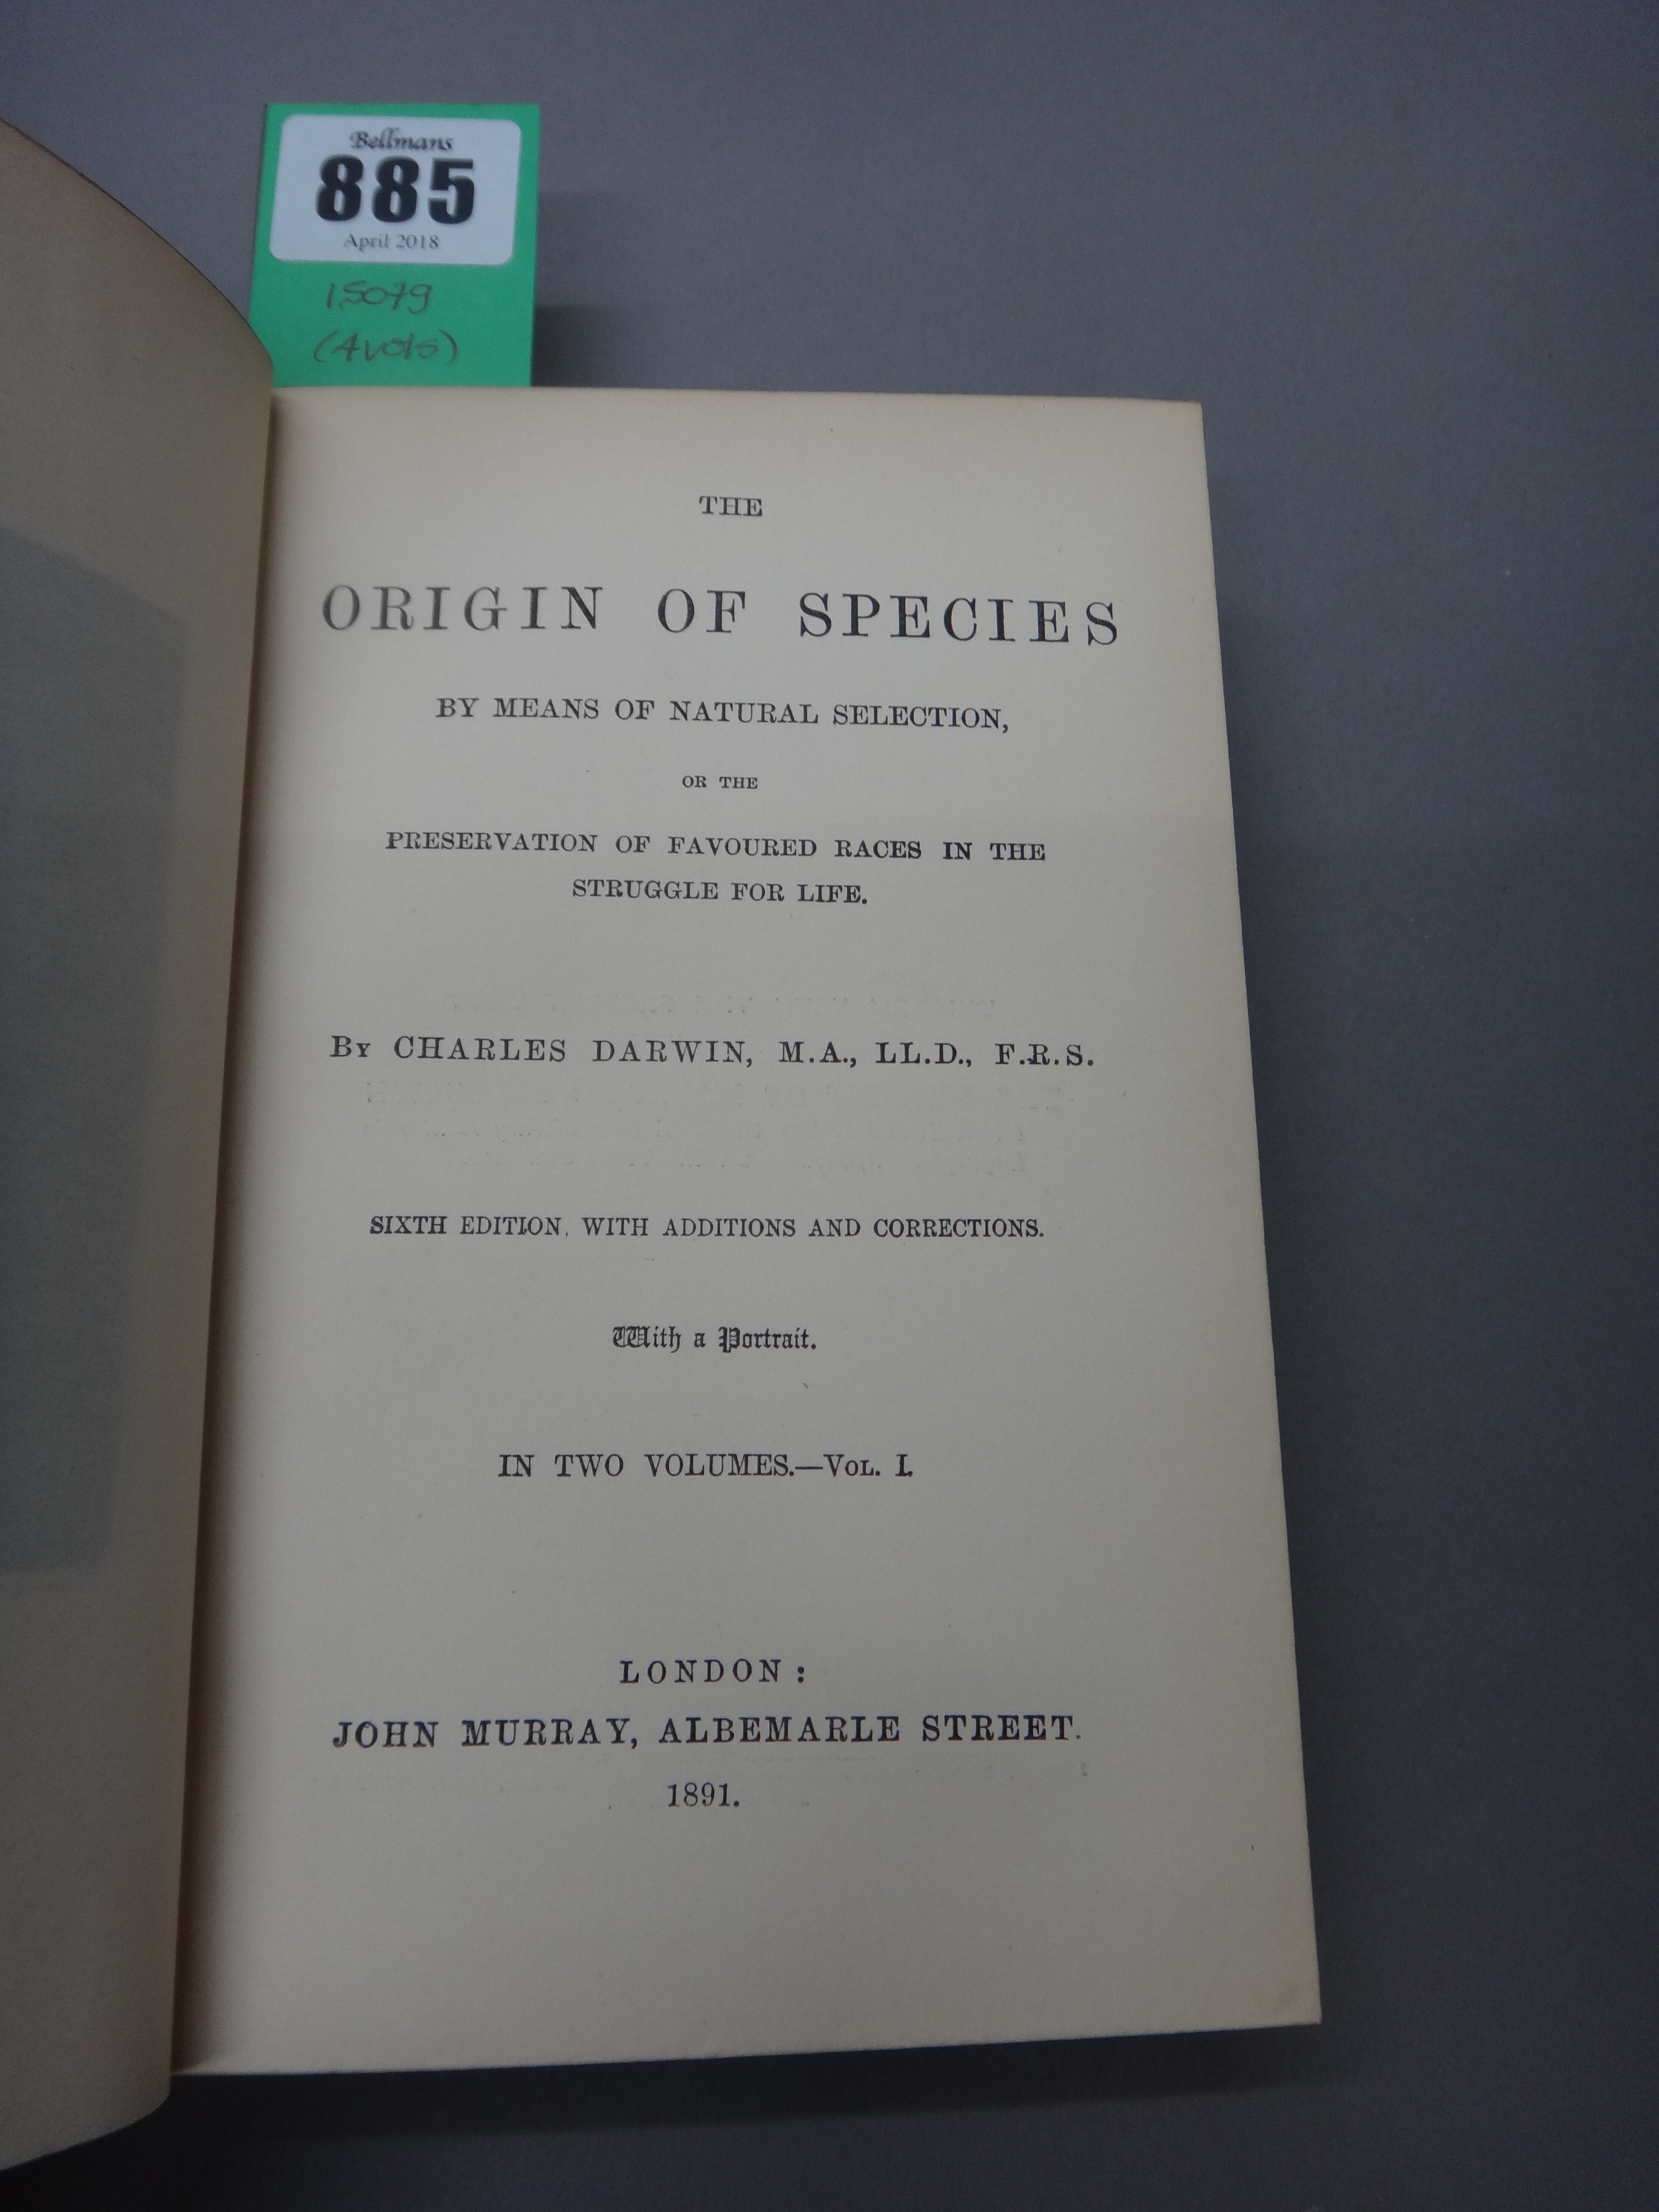 Bellmans
885
April 2018
15079
(4 vols)
THE
ORIGIN OF SPECIES
BY MEANS OF NATURAL SELECTION,
OR THE
PRESERVATION OF FAVOURED RACES IN THE
STRUGGLE FOR LIFE.
BY CHARLES DARWIN, M.A., LL.D., F.R.S.
SIXTH EDITION, WITH ADDITIONS AND CORRECTIONS.
With a Portrait.
IN TWO VOLUMES.—VOL. I.
LONDON:
JOHN MURRAY, ALBEMARLE STREET.
1891.